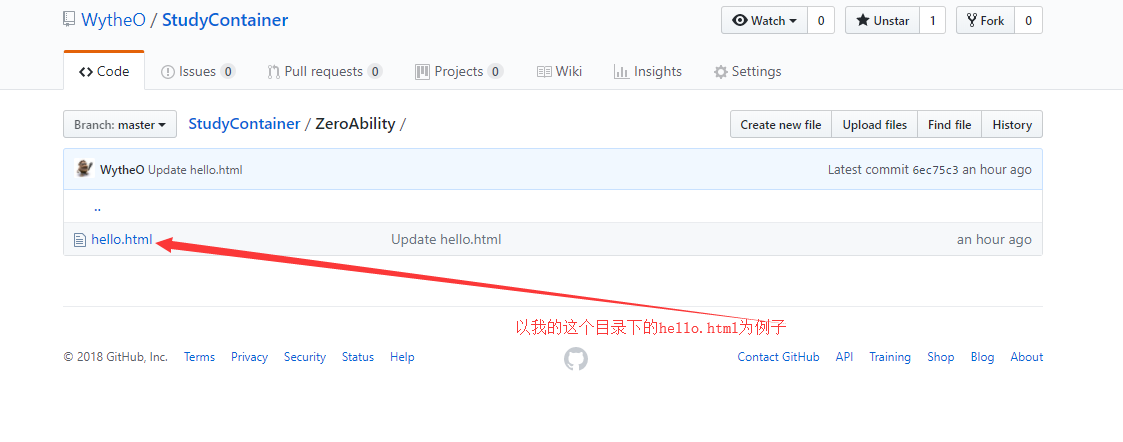 WytheO / StudyContainer
Watch 0 Unstar 1 Fork 0
Code Issues 0 Pull requests 0 Projects 0 Wiki Insights Settings
Branch: master StudyContainer / ZeroAbility / Create new file Upload files Find file History
WytheO Update hello.html Latest commit 6ec75c3 an hour ago
..
hello.html Update hello.html an hour ago
以我的这个目录下的hello.html为例子
© 2018 GitHub, Inc. Terms Privacy Security Status Help Contact GitHub API Training Shop Blog About